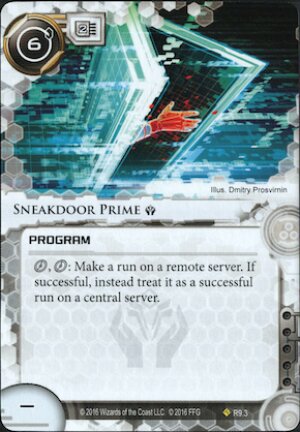 6
2
Illus. Dmitry Prosvirnin
SNEAKDOOR PRIME
PROGRAM
, : Make a run on a remote server. If
successful, instead treat it as a successful
run on a central server.
–
© 2016 Wizards of the Coast LLC. © 2016 FFG
R9.3